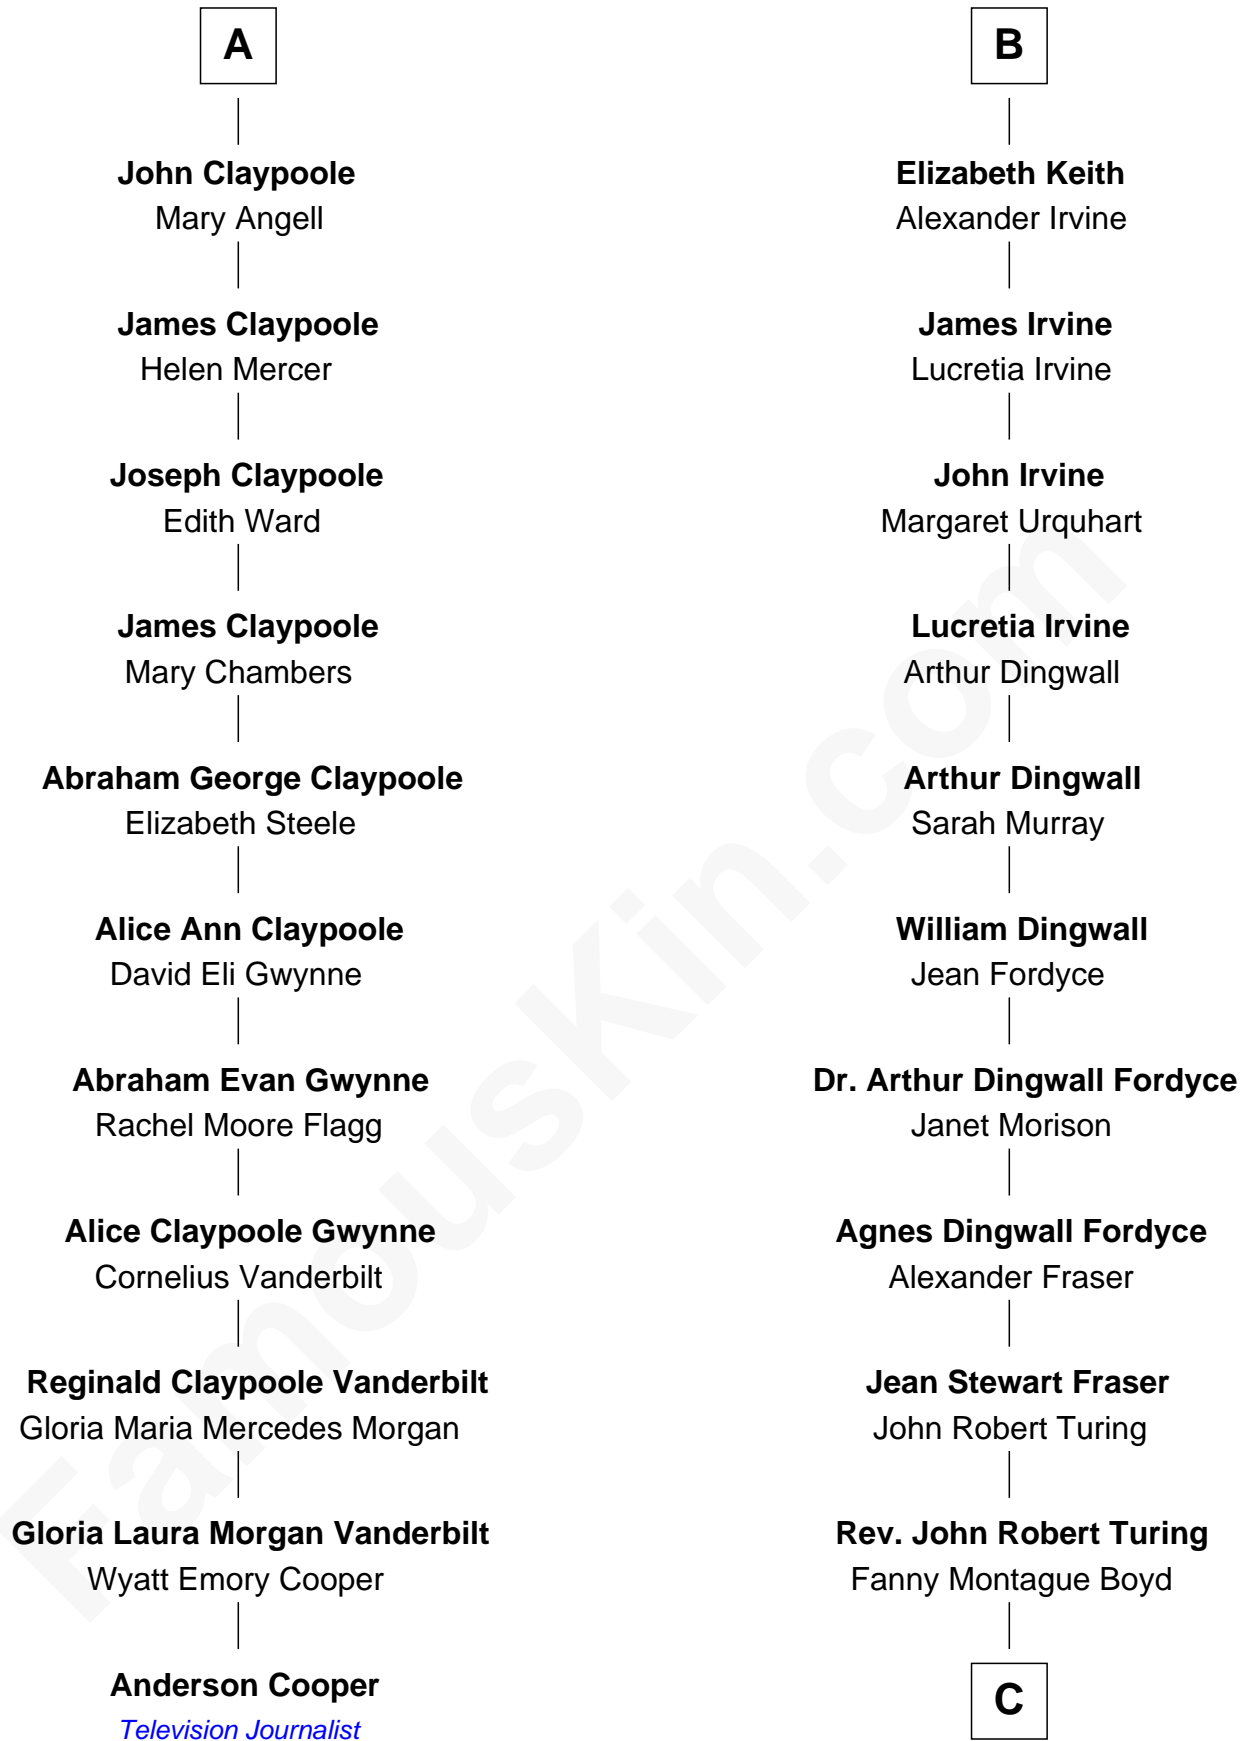 A
John Claypoole
Mary Angell
James Claypoole
Helen Mercer
Joseph Claypoole
Edith Ward
James Claypoole
Mary Chambers
Abraham George Claypoole
Elizabeth Steele
Alice Ann Claypoole
David Eli Gwynne
Abraham Evan Gwynne
Rachel Moore Flagg
Alice Claypoole Gwynne
Cornelius Vanderbilt
Reginald Claypoole Vanderbilt
Gloria Maria Mercedes Morgan
Gloria Laura Morgan Vanderbilt
Wyatt Emory Cooper
Anderson Cooper
Television Journalist
B
Elizabeth Keith
Alexander Irvine
James Irvine
Lucretia Irvine
John Irvine
Margaret Urquhart
Lucretia Irvine
Arthur Dingwall
Arthur Dingwall
Sarah Murray
William Dingwall
Jean Fordyce
Dr. Arthur Dingwall Fordyce
Janet Morison
Agnes Dingwall Fordyce
Alexander Fraser
Jean Stewart Fraser
John Robert Turing
Rev. John Robert Turing
Fanny Montague Boyd
C
FamousKin.com